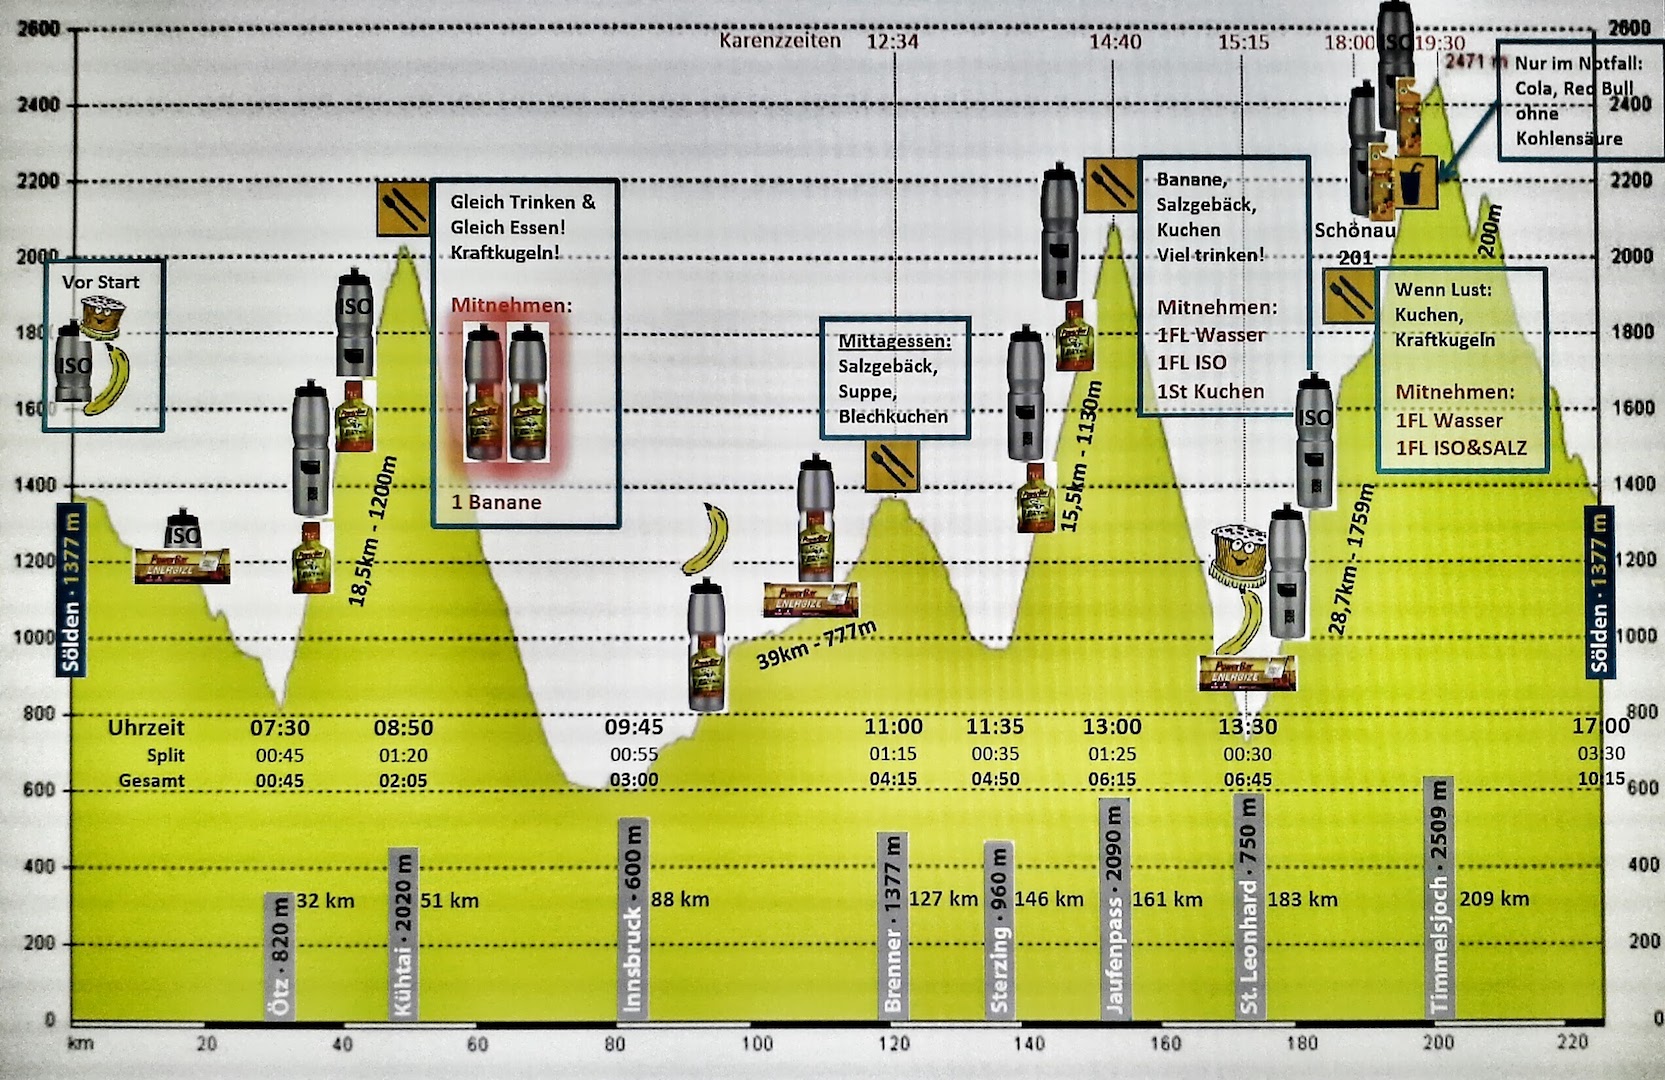 Karenzzeiten 12:34 14:40 15:15 18:00 19:30
2600
2400
2200
2000
1800
1600
1400
1200
1000
800
600
400
200
0
2600
2400
2200
2000
1800
1600
1400
1200
1000
800
600
400
200
0
Vor Start
ISO
Sölden · 1377 m
ISO
PowerBar
ENERGIZE
ISO
18,5km - 1200m
Gleich Trinken &
Gleich Essen!
Kraftkugeln!
Mitnehmen:
1 Banane
PowerBar
ENERGIZE
39km - 777m
Mittagessen:
Salzgebäck,
Suppe,
Blechkuchen
15,5km - 1130m
Banane,
Salzgebäck,
Kuchen
Viel trinken!
Mitnehmen:
1FL Wasser
1FL ISO
1St Kuchen
PowerBar
ENERGIZE
ISO
28,7km - 1759m
Schönau
201
ISO
2471 m
Nur im Notfall:
Cola, Red Bull
ohne
Kohlensäure
200m
Wenn Lust:
Kuchen,
Kraftkugeln
Mitnehmen:
1FL Wasser
1FL ISO&SALZ
Sölden · 1377 m
Uhrzeit 07:30 08:50 09:45 11:00 11:35 13:00 13:30 17:00
Split 00:45 01:20 00:55 01:15 00:35 01:25 00:30 03:30
Gesamt 00:45 02:05 03:00 04:15 04:50 06:15 06:45 10:15
Ötz · 820 m
32 km
Kühtai · 2020 m
51 km
Innsbruck · 600 m
88 km
Brenner · 1377 m
127 km
Sterzing · 960 m
146 km
Jaufenpass · 2090 m
161 km
St. Leonhard · 750 m
183 km
Timmelsjoch · 2509 m
209 km
km 20 40 60 80 100 120 140 160 180 200 220